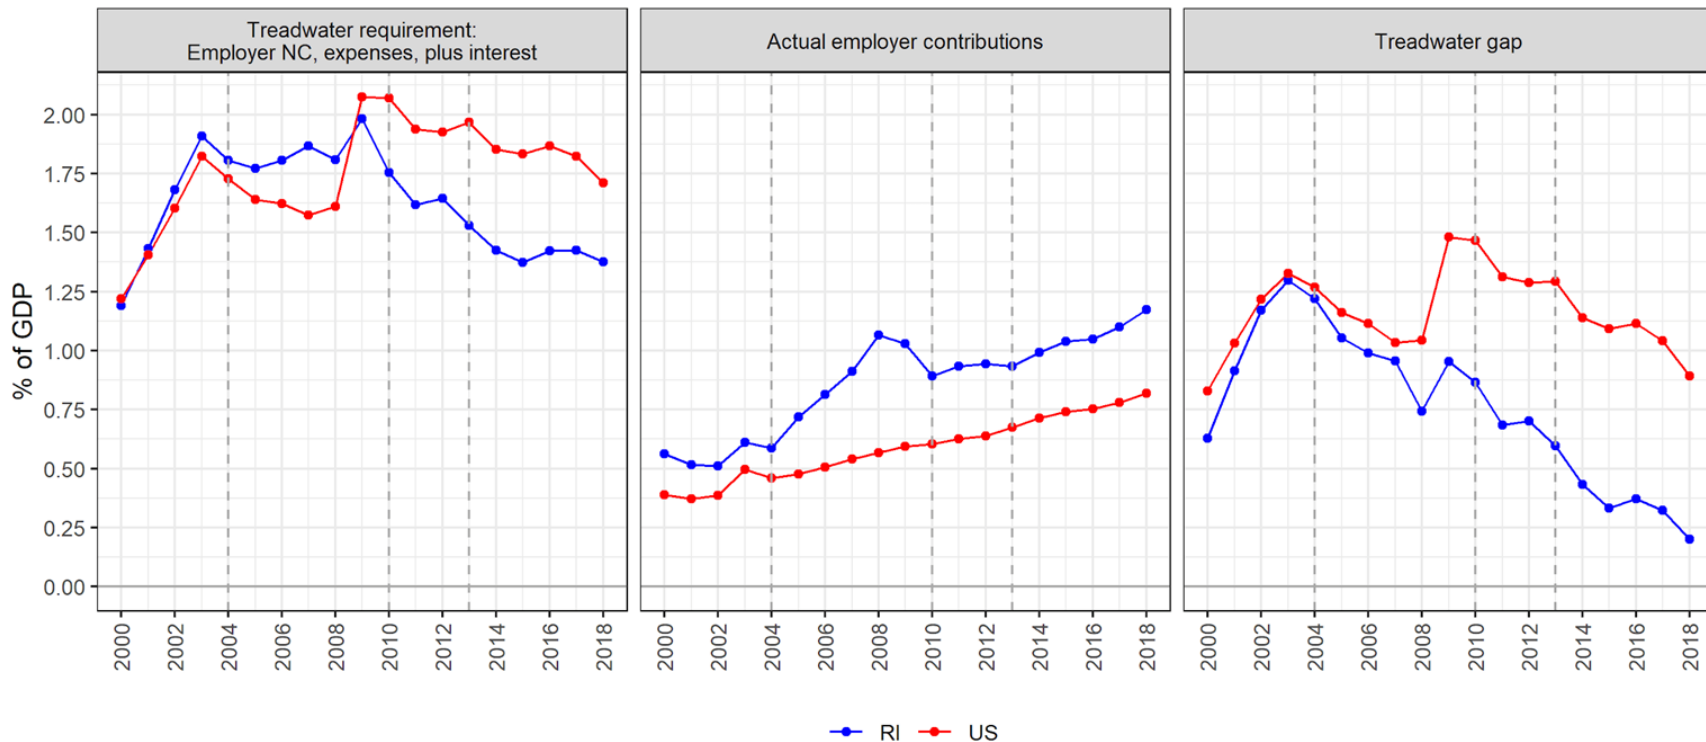 Treadwater requirement:
Employer NC, expenses, plus interest
Actual employer contributions
Treadwater gap
% of GDP
2.00
1.75
1.50
1.25
1.00
0.75
0.50
0.25
0.00
2000 2002 2004 2006 2008 2010 2012 2014 2016 2018
2000 2002 2004 2006 2008 2010 2012 2014 2016 2018
2000 2002 2004 2006 2008 2010 2012 2014 2016 2018
RI US